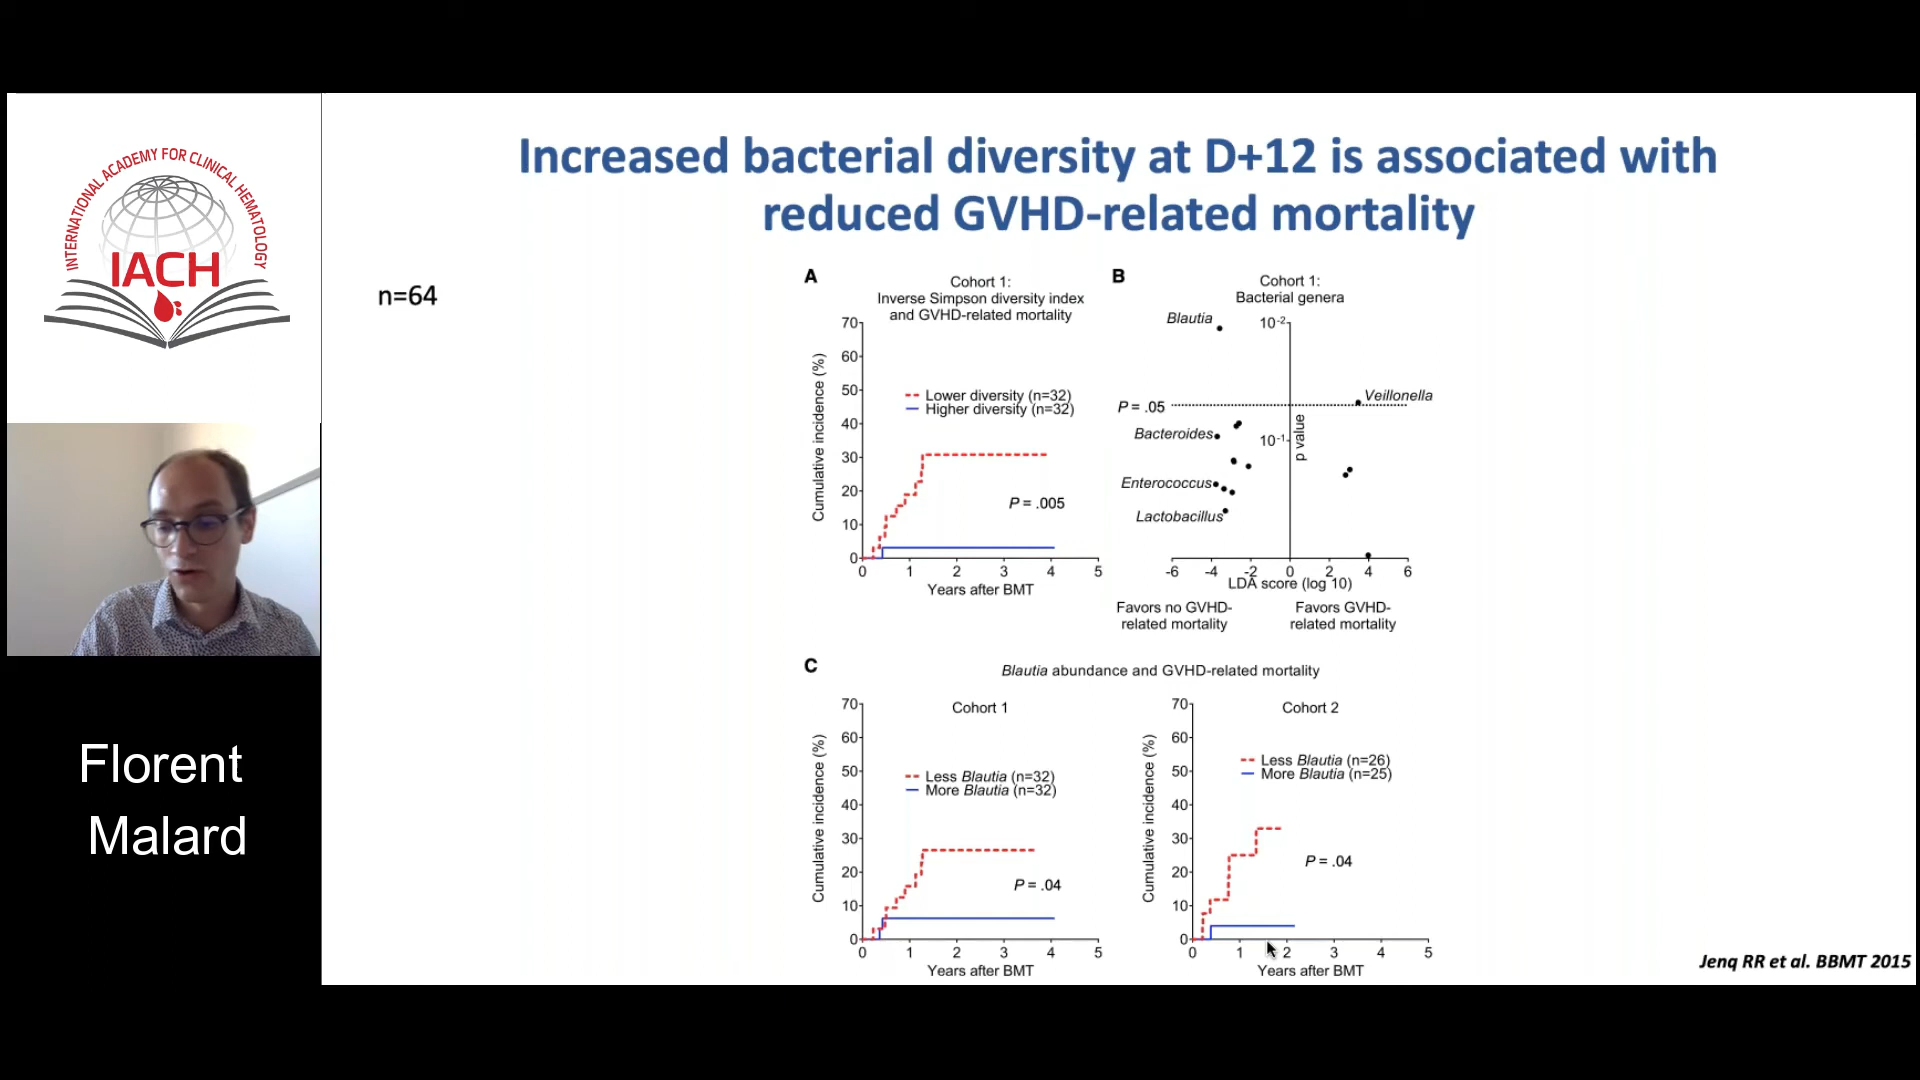 INTERNATIONAL ACADEMY FOR CLINICAL HEMATOLOGY
IACH
Florent
Malard
Increased bacterial diversity at D+12 is associated with
reduced GVHD-related mortality
n=64
A
Cohort 1:
Inverse Simpson diversity index
and GVHD-related mortality
Cumulative incidence (%)
70
60
50
40
30
20
10
0
Lower diversity (n=32)
Higher diversity (n=32)
P = .005
0 1 2 3 4 5
Years after BMT
B
Cohort 1:
Bacterial genera
Blautia
10-2
Veillonella
P = .05
p value
Bacteroides
10-1
Enterococcus
Lactobacillus
-6 -4 -2 0 2 4 6
LDA score (log 10)
Favors no GVHD-
related mortality
Favors GVHD-
related mortality
C
Blautia abundance and GVHD-related mortality
Cohort 1
Cumulative incidence (%)
70
60
50
40
30
20
10
0
Less Blautia (n=32)
More Blautia (n=32)
P = .04
0 1 2 3 4 5
Years after BMT
Cohort 2
Cumulative incidence (%)
70
60
50
40
30
20
10
0
Less Blautia (n=26)
More Blautia (n=25)
P = .04
0 1 2 3 4 5
Years after BMT
Jenq RR et al. BBMT 2015